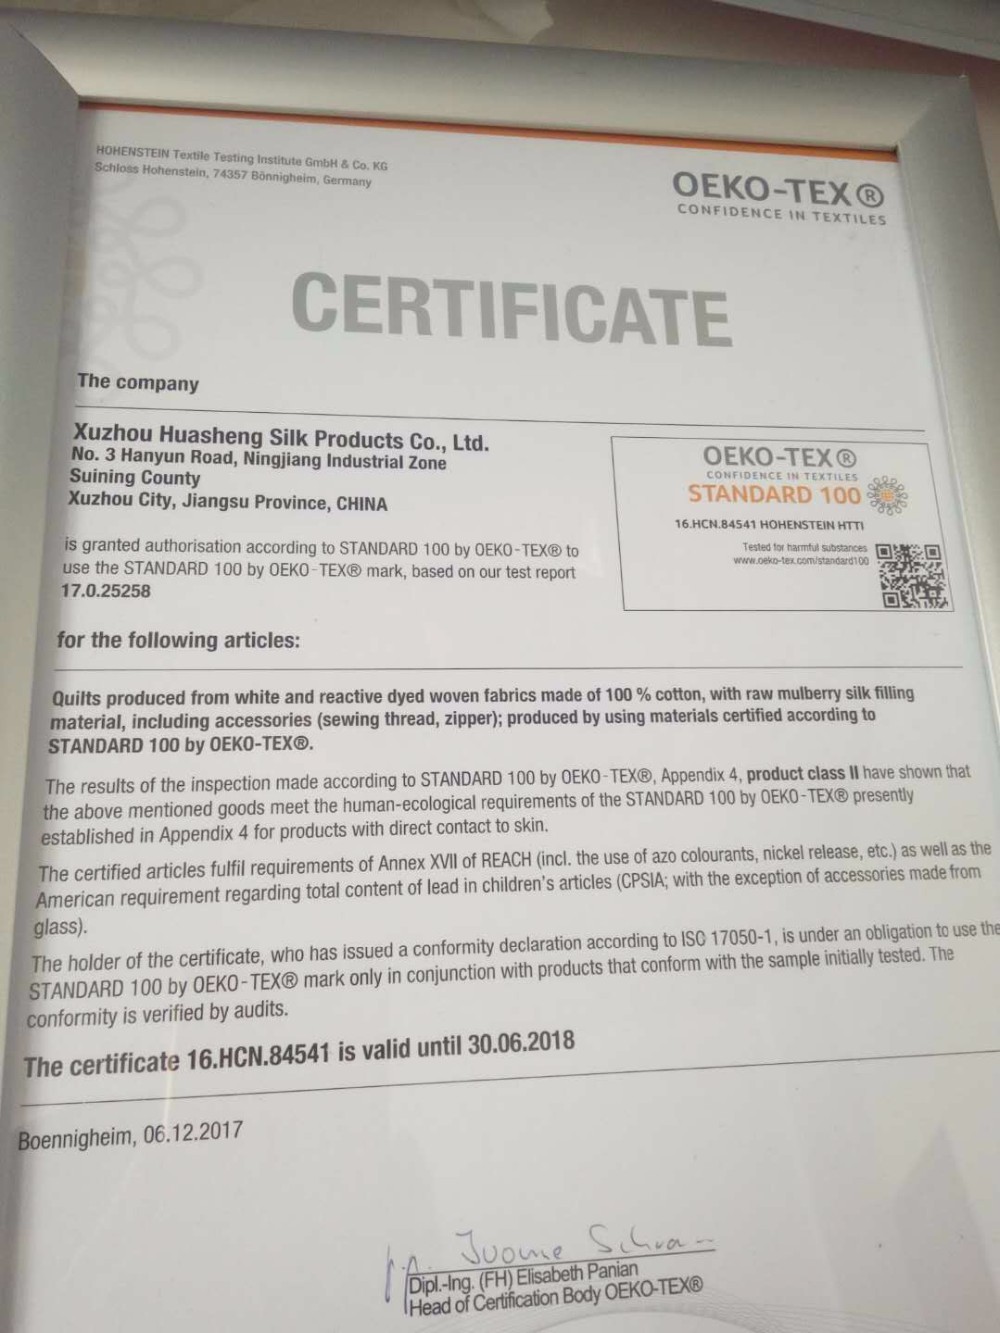 HOHENSTEIN Textile Testing Institute GmbH & Co. KG
Schloss Hohenstein, 74357 Bönnigheim, Germany
OEKO-TEX®
CONFIDENCE IN TEXTILES
CERTIFICATE
The company
Xuzhou Huasheng Silk Products Co., Ltd.
No. 3 Hanyun Road, Ningjiang Industrial Zone
Suining County
Xuzhou City, Jiangsu Province, CHINA
OEKO-TEX®
CONFIDENCE IN TEXTILES
STANDARD 100
16.HCN.84541 HOHENSTEIN HTTI
Tested for harmful substances
www.oeko-tex.com/standard100
is granted authorisation according to STANDARD 100 by OEKO-TEX® to
use the STANDARD 100 by OEKO-TEX® mark, based on our test report
17.0.25258
for the following articles:
Quilts produced from white and reactive dyed woven fabrics made of 100 % cotton, with raw mulberry silk filling
material, including accessories (sewing thread, zipper); produced by using materials certified according to
STANDARD 100 by OEKO-TEX®.
The results of the inspection made according to STANDARD 100 by OEKO-TEX®, Appendix 4, product class II have shown that
the above mentioned goods meet the human-ecological requirements of the STANDARD 100 by OEKO-TEX® presently
established in Appendix 4 for products with direct contact to skin.
The certified articles fulfil requirements of Annex XVII of REACH (incl. the use of azo colourants, nickel release, etc.) as well as the
American requirement regarding total content of lead in children's articles (CPSIA; with the exception of accessories made from
glass).
The holder of the certificate, who has issued a conformity declaration according to ISO 17050-1, is under an obligation to use the
STANDARD 100 by OEKO-TEX® mark only in conjunction with products that conform with the sample initially tested. The
conformity is verified by audits.
The certificate 16.HCN.84541 is valid until 30.06.2018
Boennigheim, 06.12.2017
Dipl.-Ing. (FH) Elisabeth Panian
Head of Certification Body OEKO-TEX®